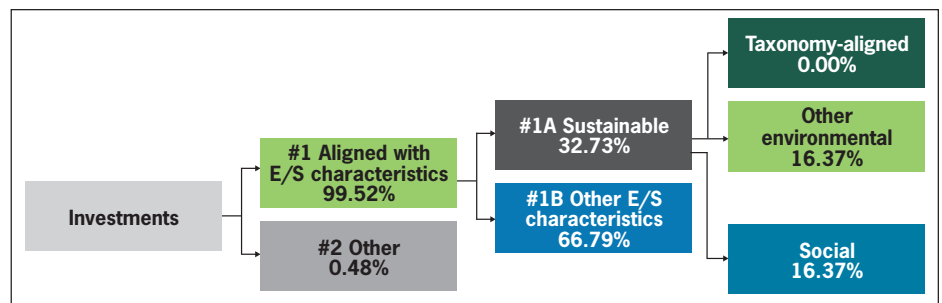 Investments
#1 Aligned with
E/S characteristics
99.52%
#2 Other
0.48%
#1A Sustainable
32.73%
#1B Other E/S
characteristics
66.79%
Taxonomy-aligned
0.00%
Other
environmental
16.37%
Social
16.37%